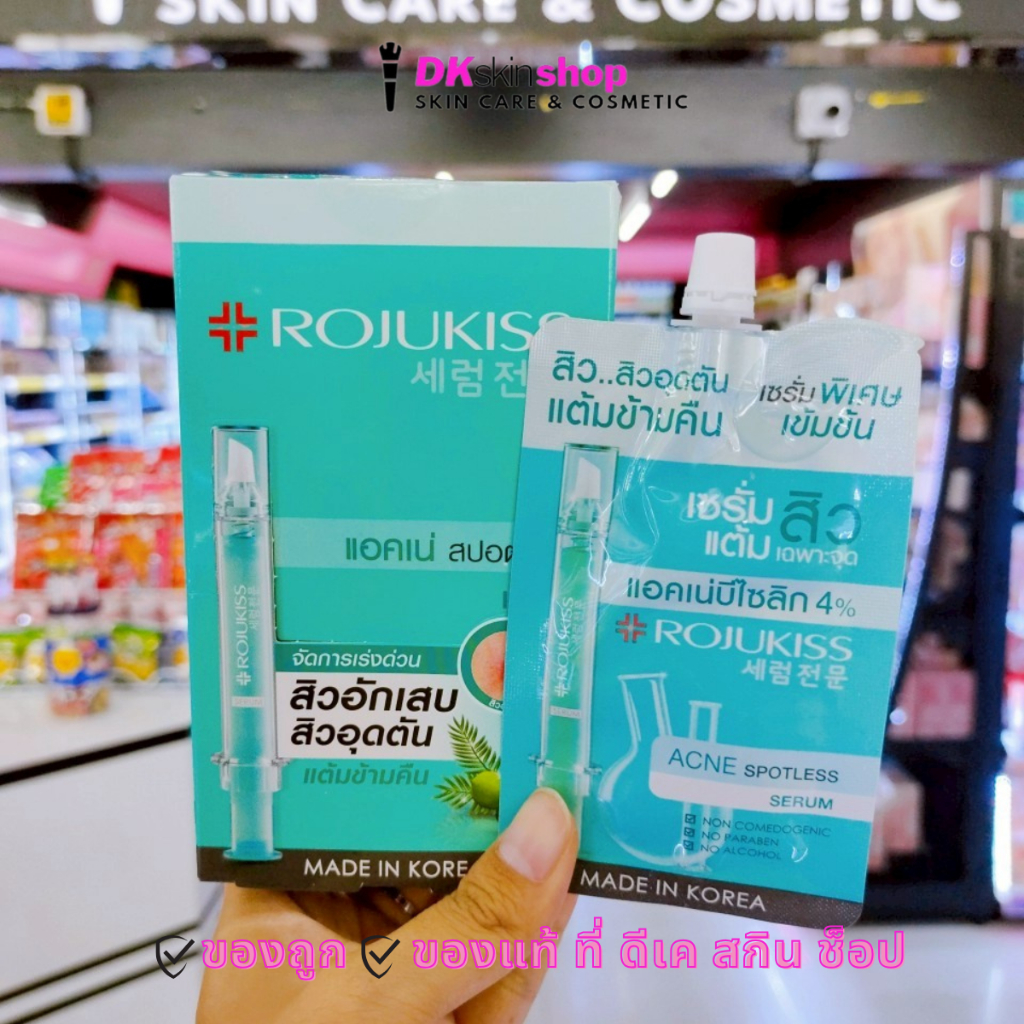 SKIN CARE & COSMETIC
DKskinshop
SKIN CARE & COSMETIC
ROJUKISS
세럼전
แอคเน่ สปอต
ROJUKISS
세럼전문
SERUM
จัดการเร่งด่วน
สิวอักเสบ
สิวอุดตัน
แต้มข้ามคืน
MADE IN KOREA
สิว..สิวอุดตัน
แต้มข้ามคืน
เซรั่มพิเศษ
เข้มข้น
เซรั่ม
แต้ม
สิว
เฉพาะจุด
แอคเน่บีไซลิก 4%
ROJUKISS
세럼전문
ACNE SPOTLESS
SERUM
NON COMEDOGENIC
NO PARABEN
NO ALCOHOL
MADE IN KOREA
ของถูก ของแท้ ที่ ดีเค สกิน ช็อป